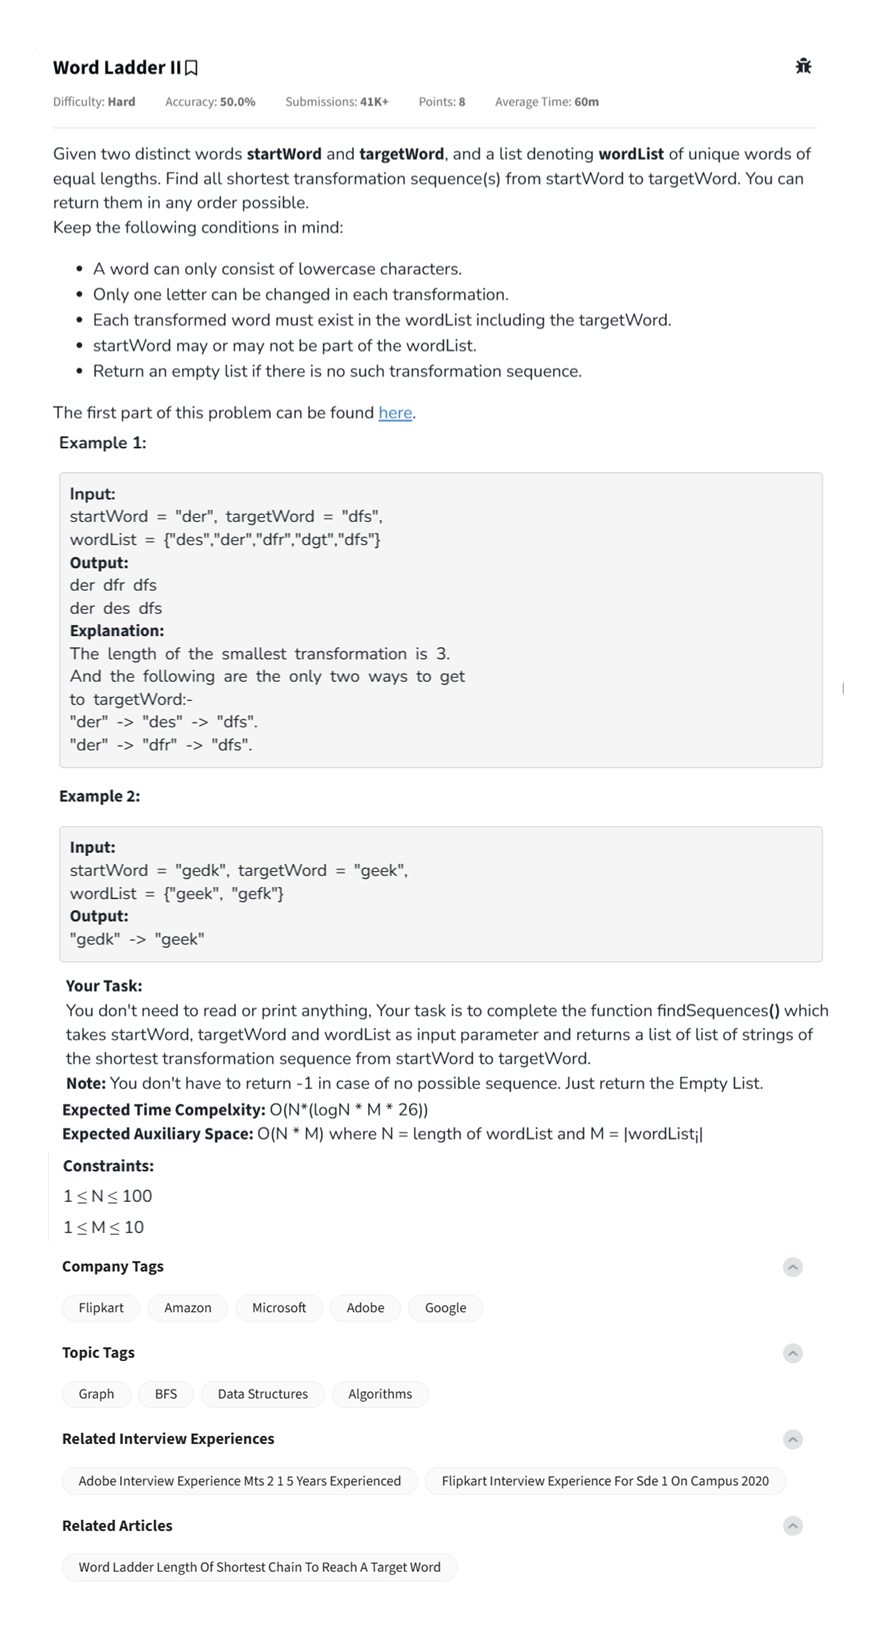 Word Ladder II
Difficulty: Hard Accuracy: 50.0% Submissions: 41K+ Points: 8 Average Time: 60m
Given two distinct words startWord and targetWord, and a list denoting wordList of unique words of
equal lengths. Find all shortest transformation sequence(s) from startWord to targetWord. You can
return them in any order possible.
Keep the following conditions in mind:
• A word can only consist of lowercase characters.
• Only one letter can be changed in each transformation.
• Each transformed word must exist in the wordList including the targetWord.
• startWord may or may not be part of the wordList.
• Return an empty list if there is no such transformation sequence.
The first part of this problem can be found here.
Example 1:
Input:
startWord = "der", targetWord = "dfs",
wordList = {"des","der","dfr","dgt","dfs"}
Output:
der dfr dfs
der des dfs
Explanation:
The length of the smallest transformation is 3.
And the following are the only two ways to get
to targetWord:-
"der" -> "des" -> "dfs".
"der" -> "dfr" -> "dfs".
Example 2:
Input:
startWord = "gedk", targetWord = "geek",
wordList = {"geek", "gefk"}
Output:
"gedk" -> "geek"
Your Task:
You don't need to read or print anything, Your task is to complete the function findSequences() which
takes startWord, targetWord and wordList as input parameter and returns a list of list of strings of
the shortest transformation sequence from startWord to targetWord.
Note: You don't have to return -1 in case of no possible sequence. Just return the Empty List.
Expected Time Compelxity: O(N*(logN * M * 26))
Expected Auxiliary Space: O(N * M) where N = length of wordList and M = |wordListᵢ|
Constraints:
1 ≤ N ≤ 100
1 ≤ M ≤ 10
Company Tags
Flipkart Amazon Microsoft Adobe Google
Topic Tags
Graph BFS Data Structures Algorithms
Related Interview Experiences
Adobe Interview Experience Mts 2 1 5 Years Experienced Flipkart Interview Experience For Sde 1 On Campus 2020
Related Articles
Word Ladder Length Of Shortest Chain To Reach A Target Word